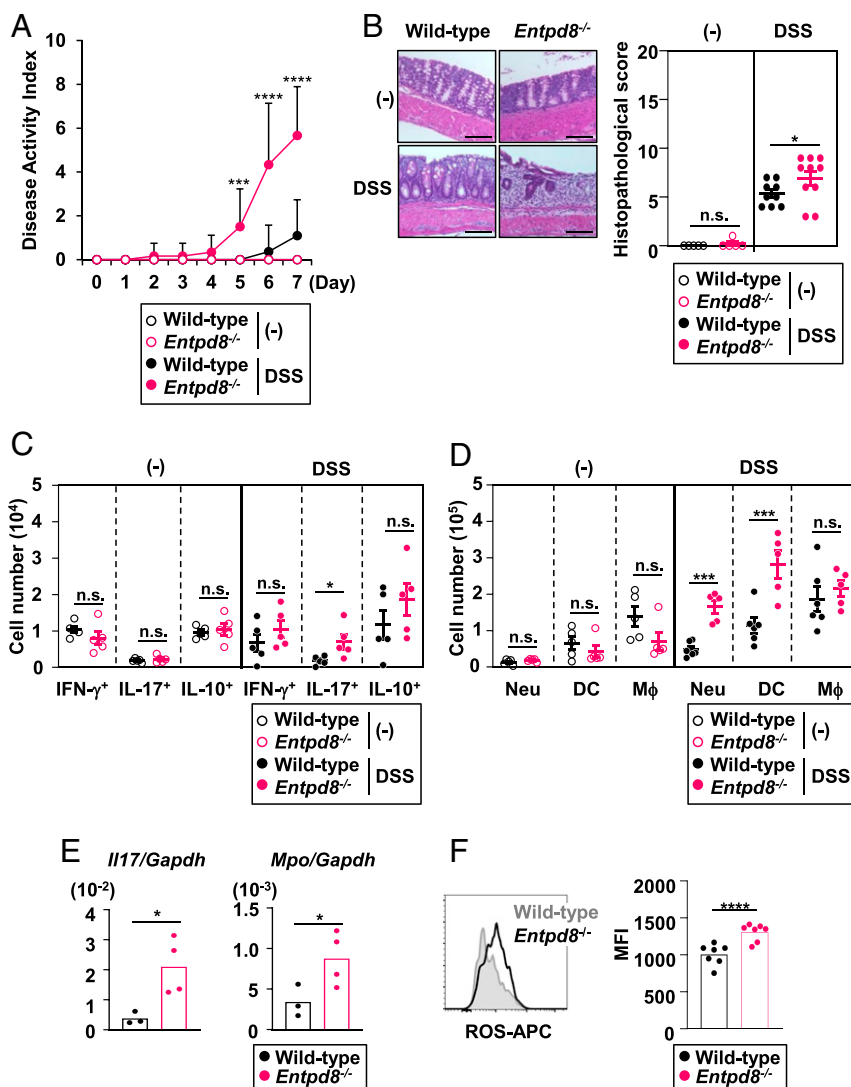 A
Disease Activity Index
10
8
6
4
2
0
***
****
****
0 1 2 3 4 5 6 7 (Day)
Wild-type
Entpd8-/-
(-)
Wild-type
Entpd8-/-
DSS
B
Wild-type Entpd8-/-
(-)
DSS
Histopathological score
(-) DSS
20
15
10
5
0
n.s.
*
Wild-type
Entpd8-/-
(-)
Wild-type
Entpd8-/-
DSS
C
(-) DSS
Cell number (10⁴)
5
4
3
2
1
0
n.s. n.s. n.s. n.s. * n.s.
IFN-γ+ IL-17+ IL-10+ IFN-γ+ IL-17+ IL-10+
Wild-type
Entpd8-/-
(-)
Wild-type
Entpd8-/-
DSS
D
(-) DSS
Cell number (10⁵)
5
4
3
2
1
0
n.s. n.s. n.s. *** *** n.s.
Neu DC Mϕ Neu DC Mϕ
Wild-type
Entpd8-/-
(-)
Wild-type
Entpd8-/-
DSS
E
Il17/Gapdh
(10-2)
4
3
2
1
0
*
Mpo/Gapdh
(10-3)
1.5
1.0
0.5
0
*
Wild-type
Entpd8-/-
F
Wild-type
Entpd8-/-
ROS-APC
MFI
2000
1500
1000
500
0
****
Wild-type
Entpd8-/-